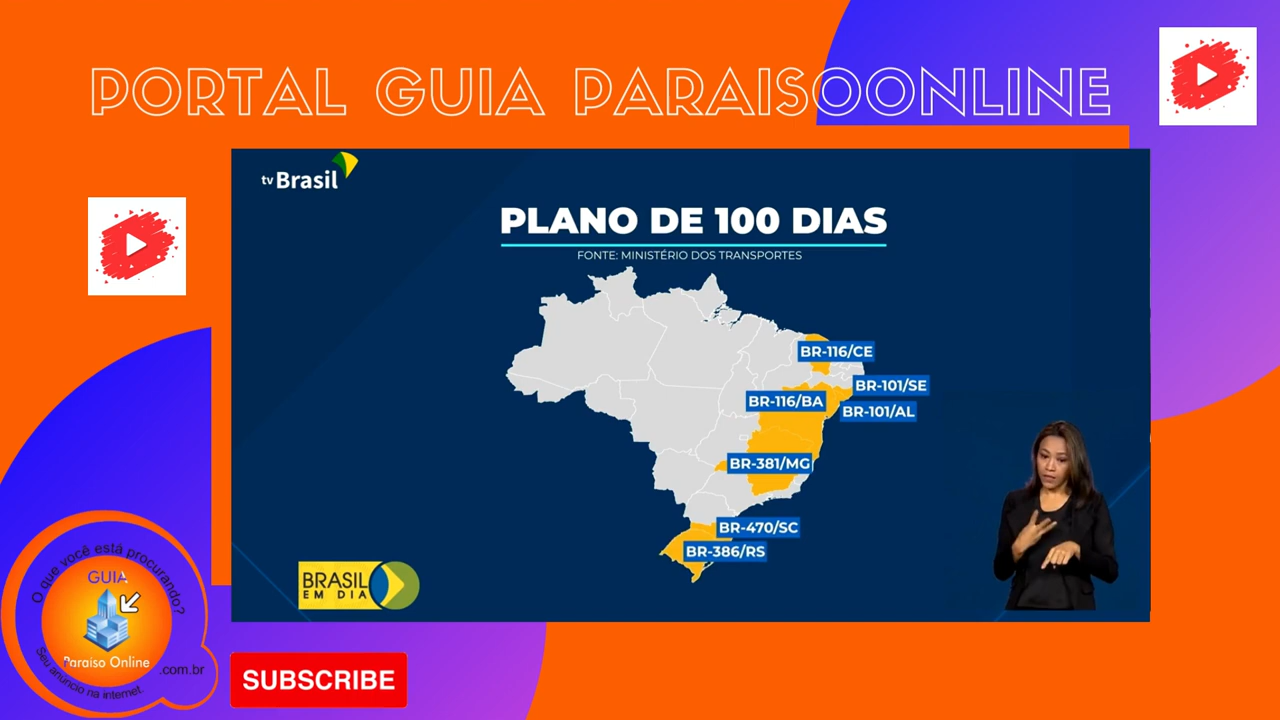 PORTAL GUIA PARAISOONLINE
tv Brasil
PLANO DE 100 DIAS
FONTE: MINISTÉRIO DOS TRANSPORTES
BR-116/CE
BR-101/SE
BR-116/BA
BR-101/AL
BR-381/MG
BR-470/SC
BR-386/RS
BRASIL
EM DIA
O que você está procurando?
GUIA
Paraiso Online
.com.br
Seu anúncio na internet.
SUBSCRIBE